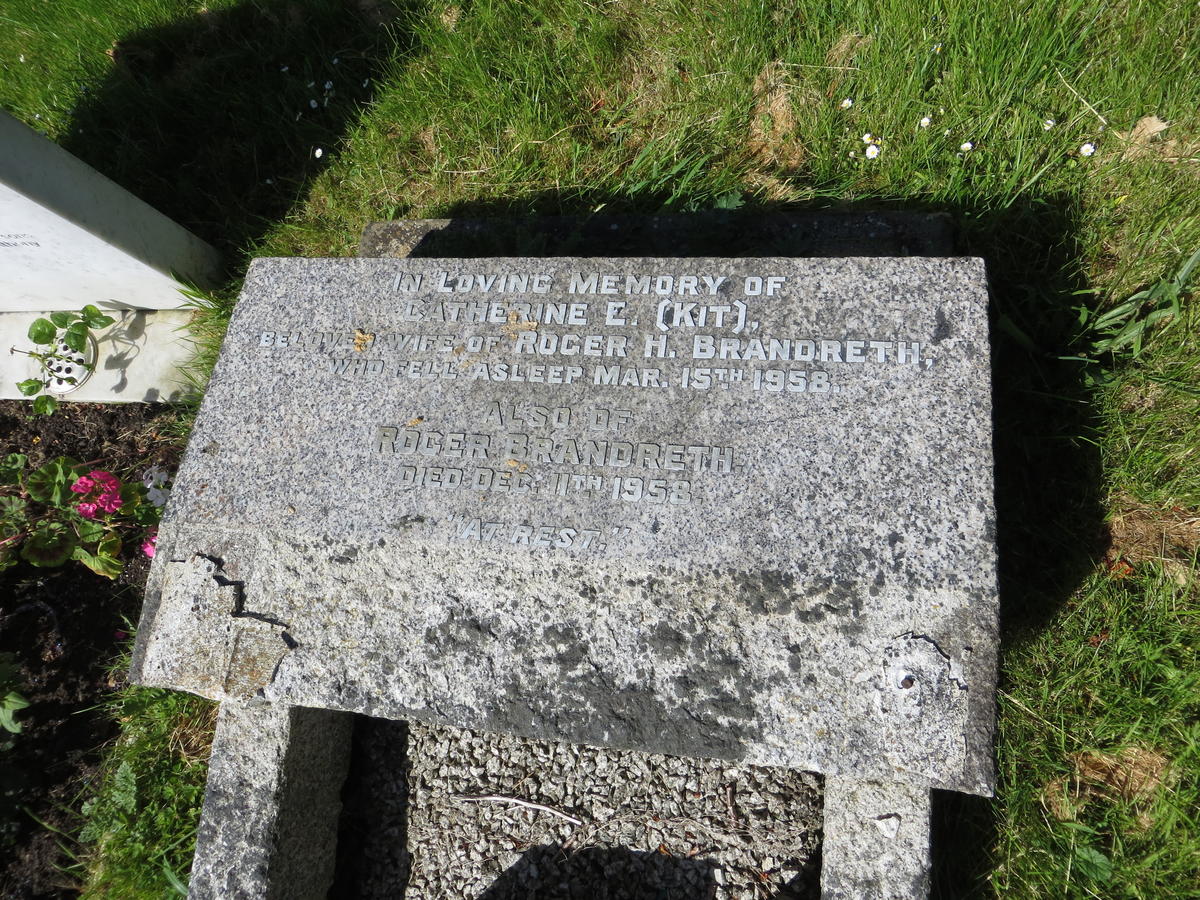 IN LOVING MEMORY OF
CATHERINE E. (KIT),
BELOVED WIFE OF ROGER H. BRANDRETH,
WHO FELL ASLEEP MAR. 15TH 1958.
ALSO OF
ROGER BRANDRETH.
DIED DEC. 11TH 1958
"AT REST."